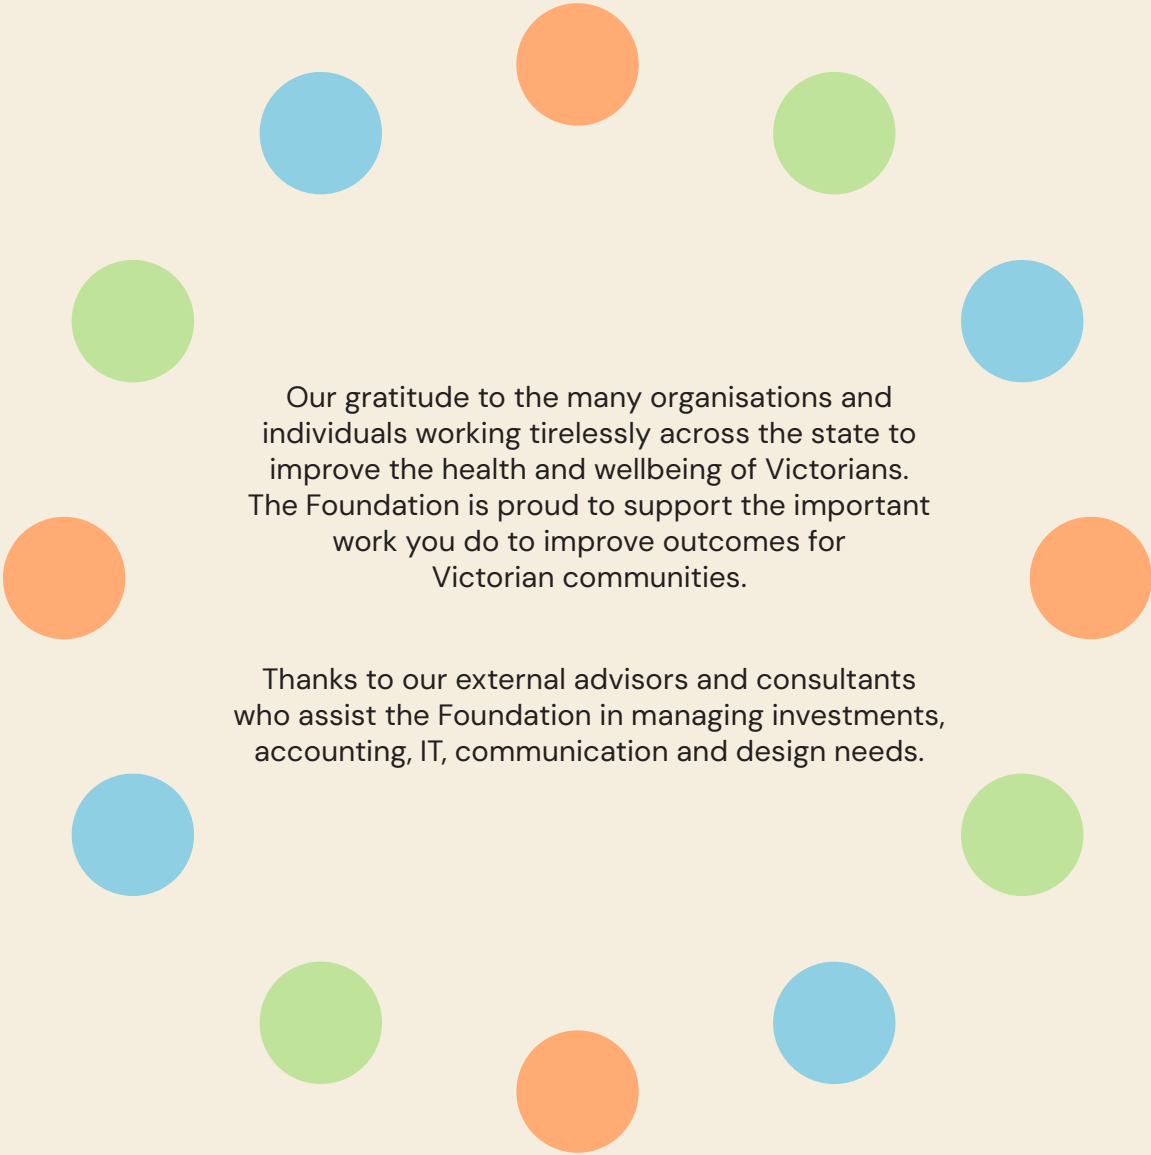 Our gratitude to the many organisations and
individuals working tirelessly across the state to
improve the health and wellbeing of Victorians.
The Foundation is proud to support the important
work you do to improve outcomes for
Victorian communities.
Thanks to our external advisors and consultants
who assist the Foundation in managing investments,
accounting, IT, communication and design needs.